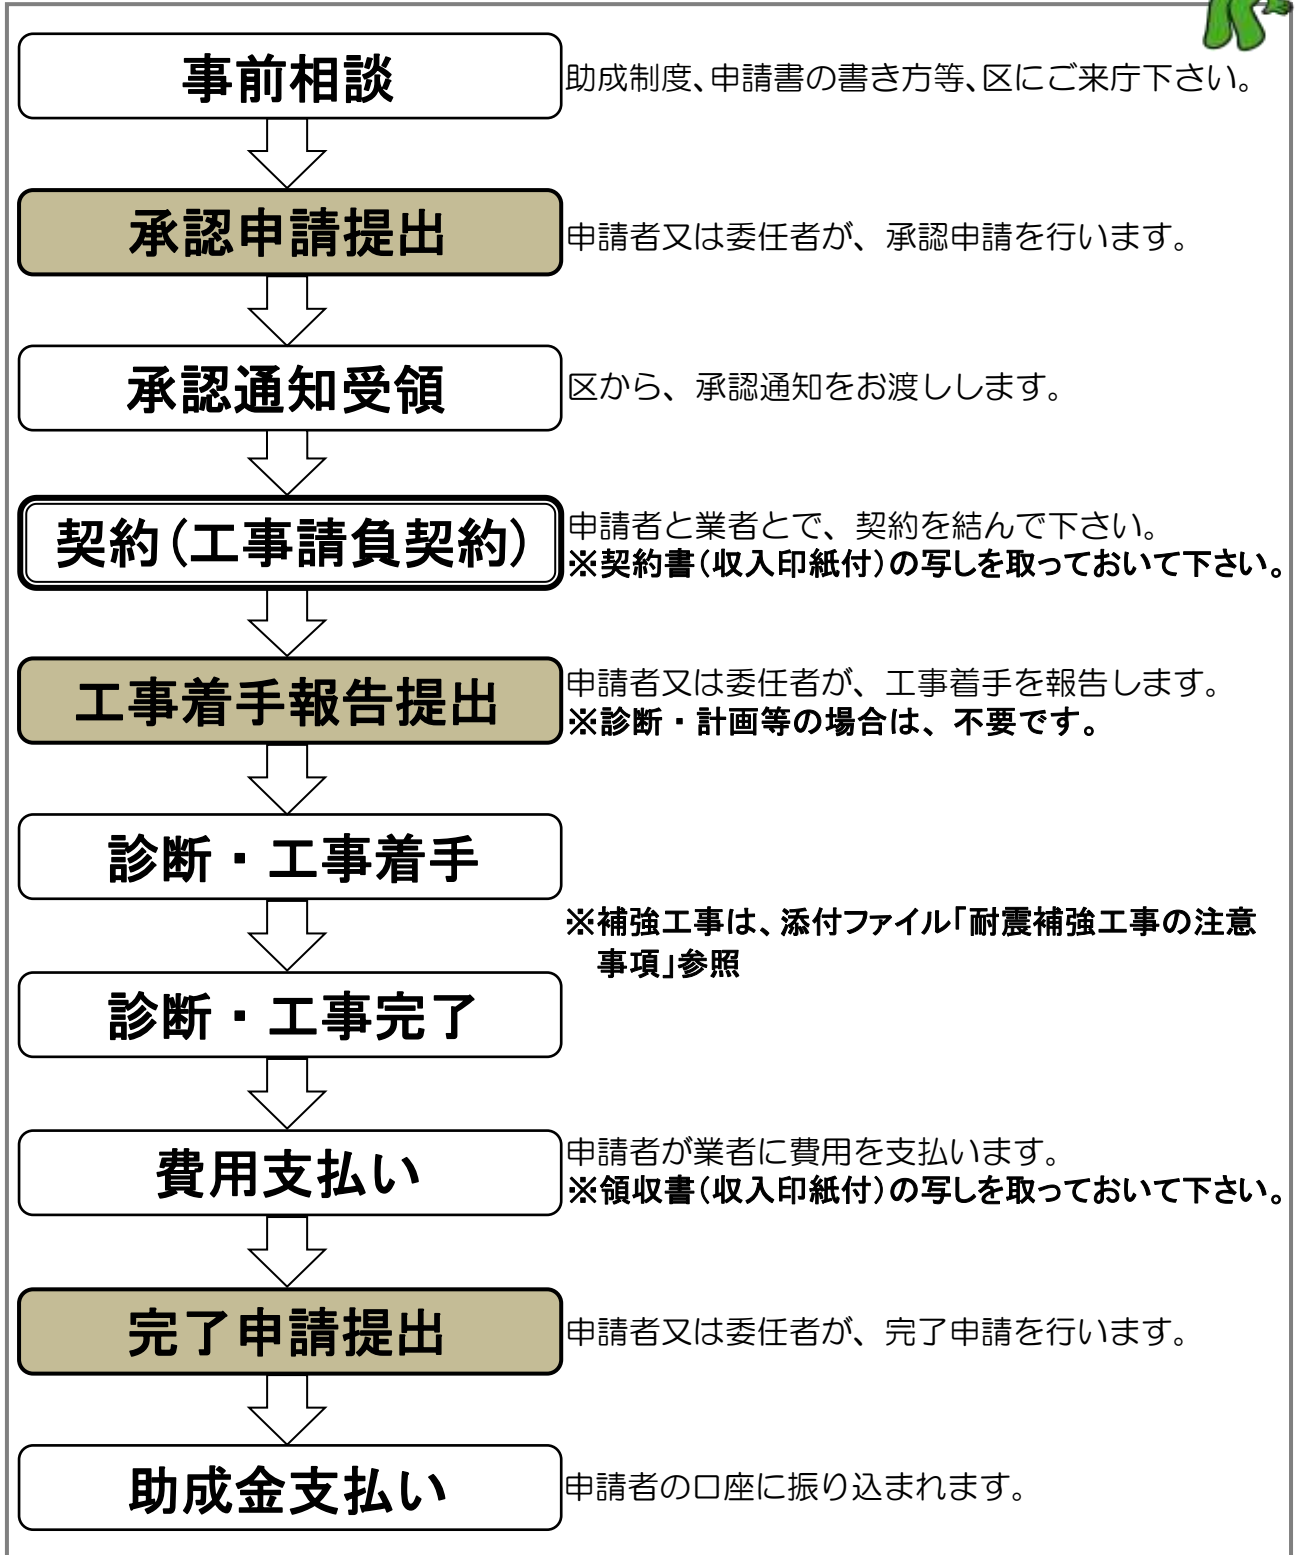 事前相談
助成制度、申請書の書き方等、区にご来庁下さい。
承認申請提出
申請者又は委任者が、承認申請を行います。
承認通知受領
区から、承認通知をお渡しします。
契約(工事請負契約)
申請者と業者とで、契約を結んで下さい。
※契約書(収入印紙付)の写しを取っておいて下さい。
工事着手報告提出
申請者又は委任者が、工事着手を報告します。
※診断・計画等の場合は、不要です。
診断・工事着手
※補強工事は、添付ファイル「耐震補強工事の注意
事項」参照
診断・工事完了
費用支払い
申請者が業者に費用を支払います。
※領収書(収入印紙付)の写しを取っておいて下さい。
完了申請提出
申請者又は委任者が、完了申請を行います。
助成金支払い
申請者の口座に振り込まれます。